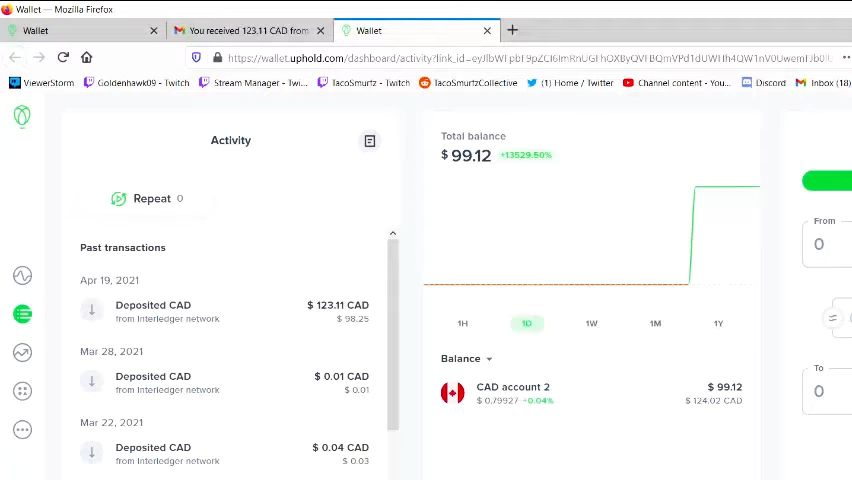 Wallet — Mozilla Firefox
Wallet
You received 123.11 CAD from
Wallet
ViewerStorm
Goldenhawk09 - Twitch
Stream Manager - Twi...
TacoSmurfz - Twitch
TacoSmurfzCollective
(1) Home / Twitter
Channel content - You...
Discord
Inbox (18)
Activity
Repeat 0
Past transactions
Apr 19, 2021
Deposited CAD $ 123.11 CAD
from Interledger network $ 98.25
Mar 28, 2021
Deposited CAD $ 0.01 CAD
from Interledger network $ 0.01
Mar 22, 2021
Deposited CAD $ 0.04 CAD
from Interledger network $ 0.03
Total balance
$ 99.12 +13529.50%
1H 1D 1W 1M 1Y
Balance
CAD account 2 $ 99.12
$ 0.79927 +0.04% $ 124.02 CAD
From
0
To
0